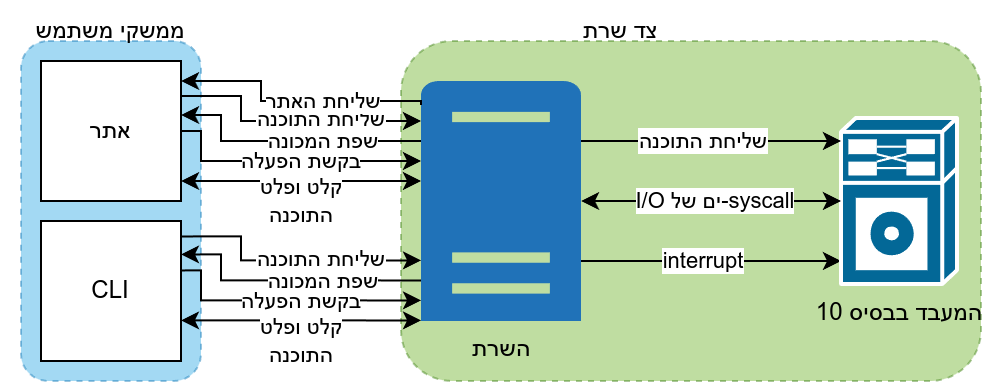 ממשקי משתמש
צד שרת
אתר
שליחת האתר
שליחת התוכנה
שפת המכונה
בקשת הפעלה
קלט ופלט
התוכנה
CLI
שליחת התוכנה
שפת המכונה
בקשת הפעלה
קלט ופלט
התוכנה
השרת
שליחת התוכנה
syscall-ים של I/O
interrupt
המעבד בבסיס 10